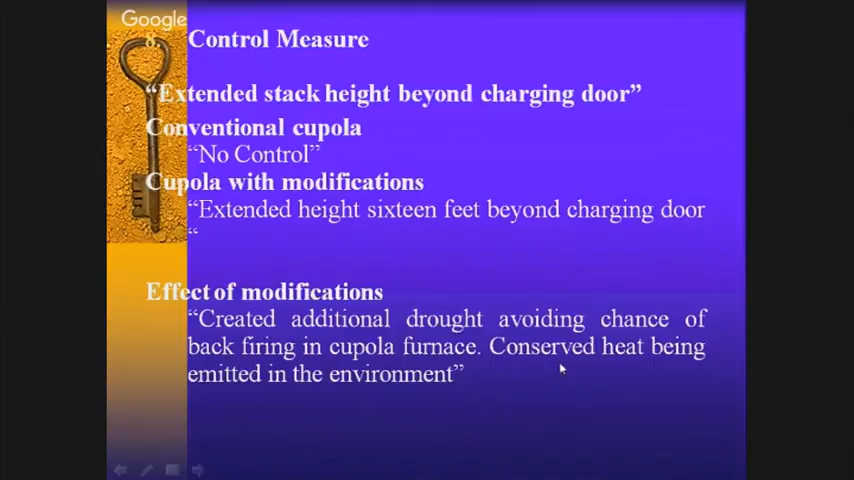 Google
8. Control Measure
“Extended stack height beyond charging door”
Conventional cupola
“No Control”
Cupola with modifications
“Extended height sixteen feet beyond charging door
“
Effect of modifications
“Created additional drought avoiding chance of
back firing in cupola furnace. Conserved heat being
emitted in the environment”